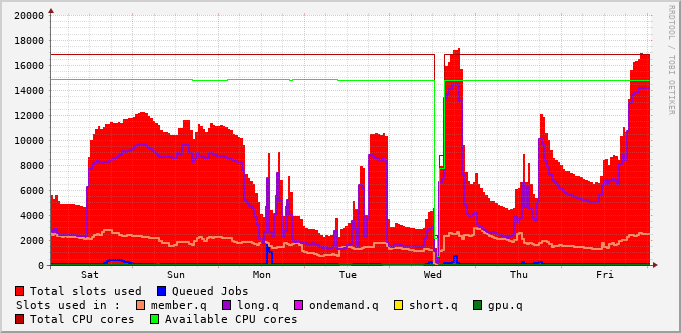 20000
18000
16000
14000
12000
10000
8000
6000
4000
2000
0
Sat Sun Mon Tue Wed Thu Fri
Total slots used Queued Jobs
Slots used in : member.q long.q ondemand.q short.q gpu.q
Total CPU cores Available CPU cores
RRDTOOL / TOBI OETIKER